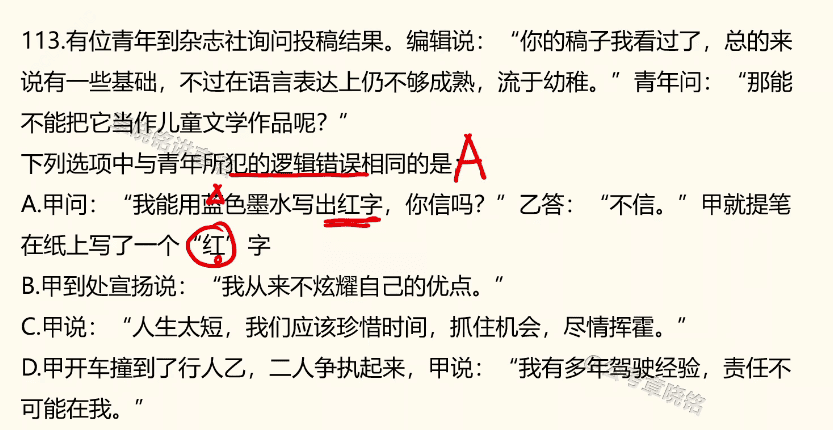 113.有位青年到杂志社询问投稿结果。编辑说：“你的稿子我看过了，总的来
说有一些基础，不过在语言表达上仍不够成熟，流于幼稚。”青年问：“那能
不能把它当作儿童文学作品呢？”
下列选项中与青年所犯的逻辑错误相同的是 A
A.甲问：“我能用蓝色墨水写出红字，你信吗？”乙答：“不信。”甲就提笔
在纸上写了一个“红”字
B.甲到处宣扬说：“我从来不炫耀自己的优点。”
C.甲说：“人生太短，我们应该珍惜时间，抓住机会，尽情挥霍。”
D.甲开车撞到了行人乙，二人争执起来，甲说：“我有多年驾驶经验，责任不
可能在我。”
章晓铭